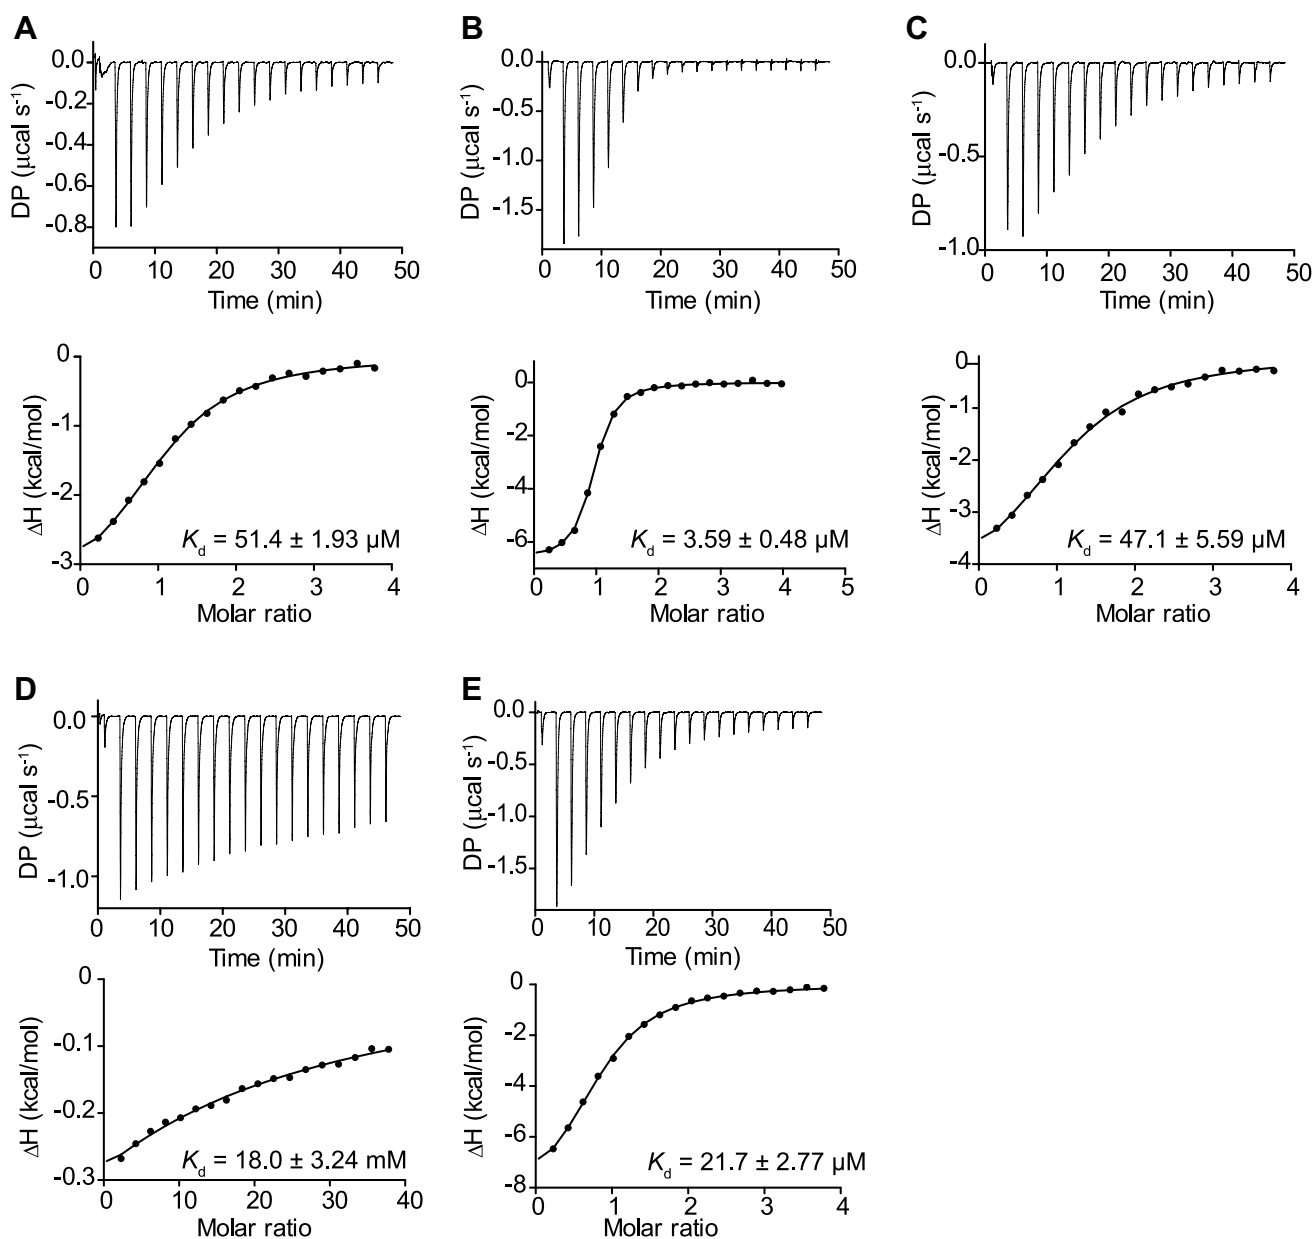 A
0.0
-0.2
-0.4
-0.6
-0.8
DP (µcal s⁻¹)
0 10 20 30 40 50
Time (min)
0
-1
-2
-3
ΔH (kcal/mol)
Kd = 51.4 ± 1.93 µM
0 1 2 3 4
Molar ratio
B
0.0
-0.5
-1.0
-1.5
DP (µcal s⁻¹)
0 10 20 30 40 50
Time (min)
0
-2
-4
-6
ΔH (kcal/mol)
Kd = 3.59 ± 0.48 µM
0 1 2 3 4 5
Molar ratio
C
0.0
-0.5
-1.0
DP (µcal s⁻¹)
0 10 20 30 40 50
Time (min)
0
-1
-2
-3
-4
ΔH (kcal/mol)
Kd = 47.1 ± 5.59 µM
0 1 2 3 4
Molar ratio
D
0.0
-0.5
-1.0
DP (µcal s⁻¹)
0 10 20 30 40 50
Time (min)
0
-0.1
-0.2
-0.3
ΔH (kcal/mol)
Kd = 18.0 ± 3.24 mM
0 10 20 30 40
Molar ratio
E
0.0
-0.5
-1.0
-1.5
DP (µcal s⁻¹)
0 10 20 30 40 50
Time (min)
0
-2
-4
-6
-8
ΔH (kcal/mol)
Kd = 21.7 ± 2.77 µM
0 1 2 3 4
Molar ratio